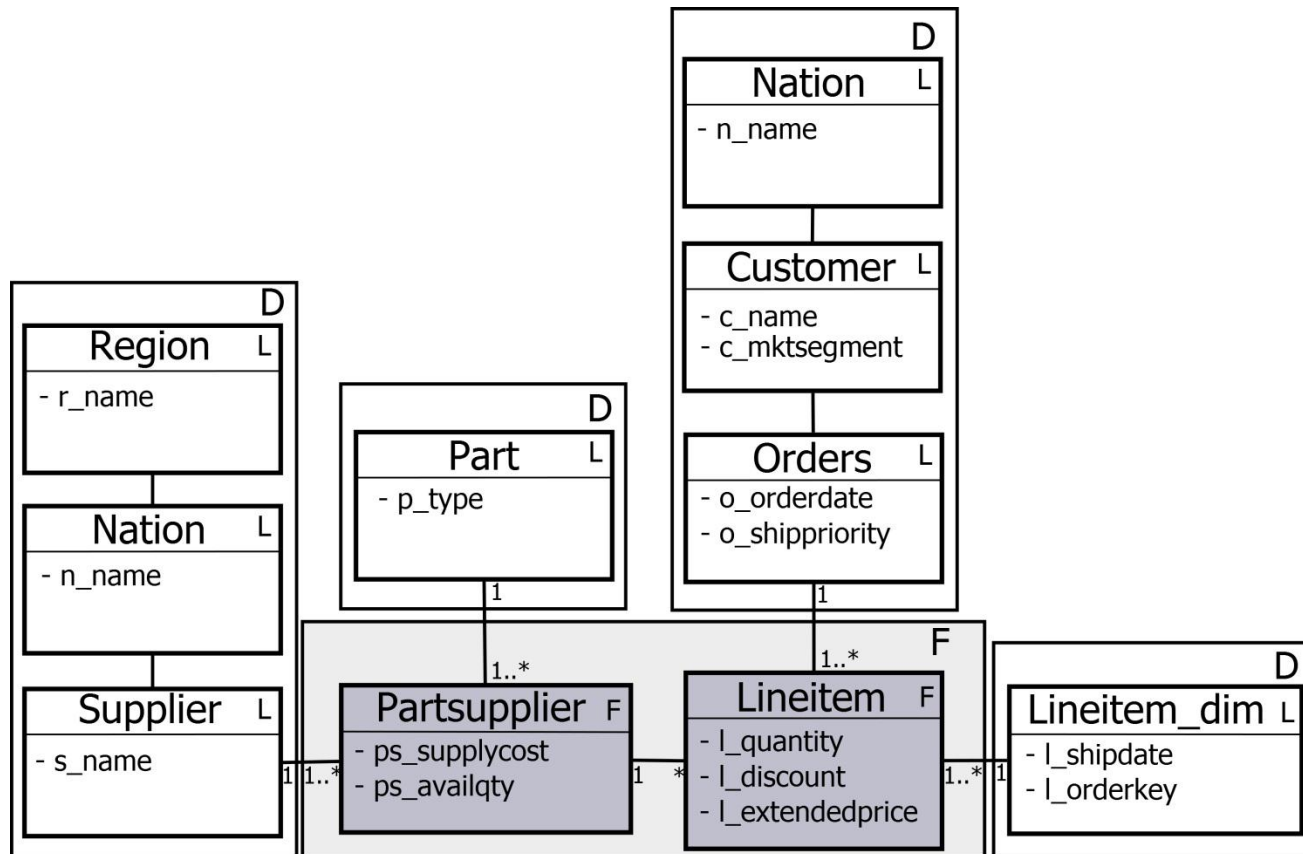 D
Nation L
- n_name
Customer L
- c_name
- c_mktsegment
Orders L
- o_orderdate
- o_shippriority
1
1..*
D
Region L
- r_name
Nation L
- n_name
Supplier L
- s_name
1
1..*
D
Part L
- p_type
1
1..*
F
Partsupplier F
- ps_supplycost
- ps_availqty
1
*
Lineitem F
- l_quantity
- l_discount
- l_extendedprice
1..*
1
D
Lineitem_dim L
- l_shipdate
- l_orderkey